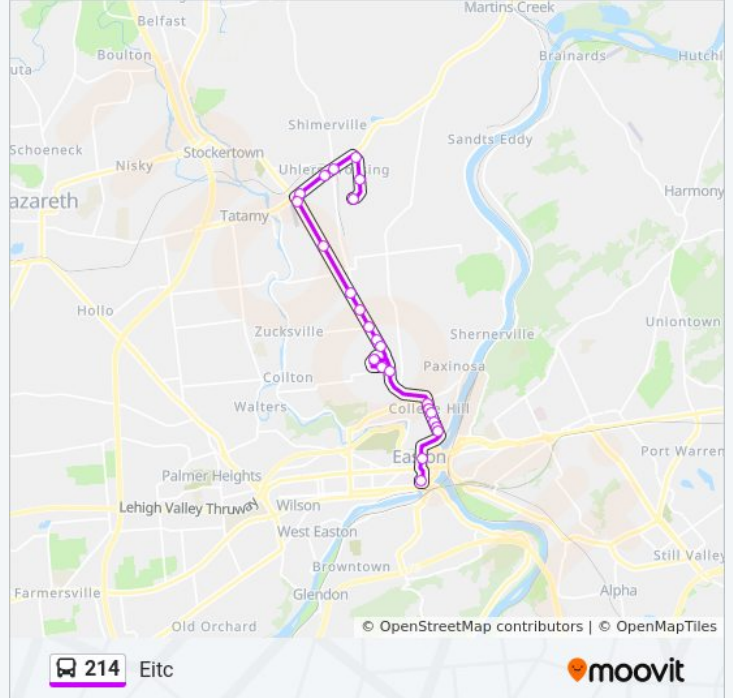 Martins Creek
Belfast
Boulton
Brainards
Hutchi
uta
Shimerville
Schoeneck
Stockertown
Sandts Eddy
Nisky
Harmony
azareth
Tatamy
Hollo
Uniontown
Zucksville
Shernerville
Paxinosa
Coilton
Walters
College Hill
Easton
Port Warren
Palmer Heights
Lehigh Valley Thruway
Wilson
West Easton
Still Valley
Browntown
Farmersville
Glendon
Alpha
Old Orchard
© OpenStreetMap contributors | © OpenMapTiles
214 Eitc
moovit